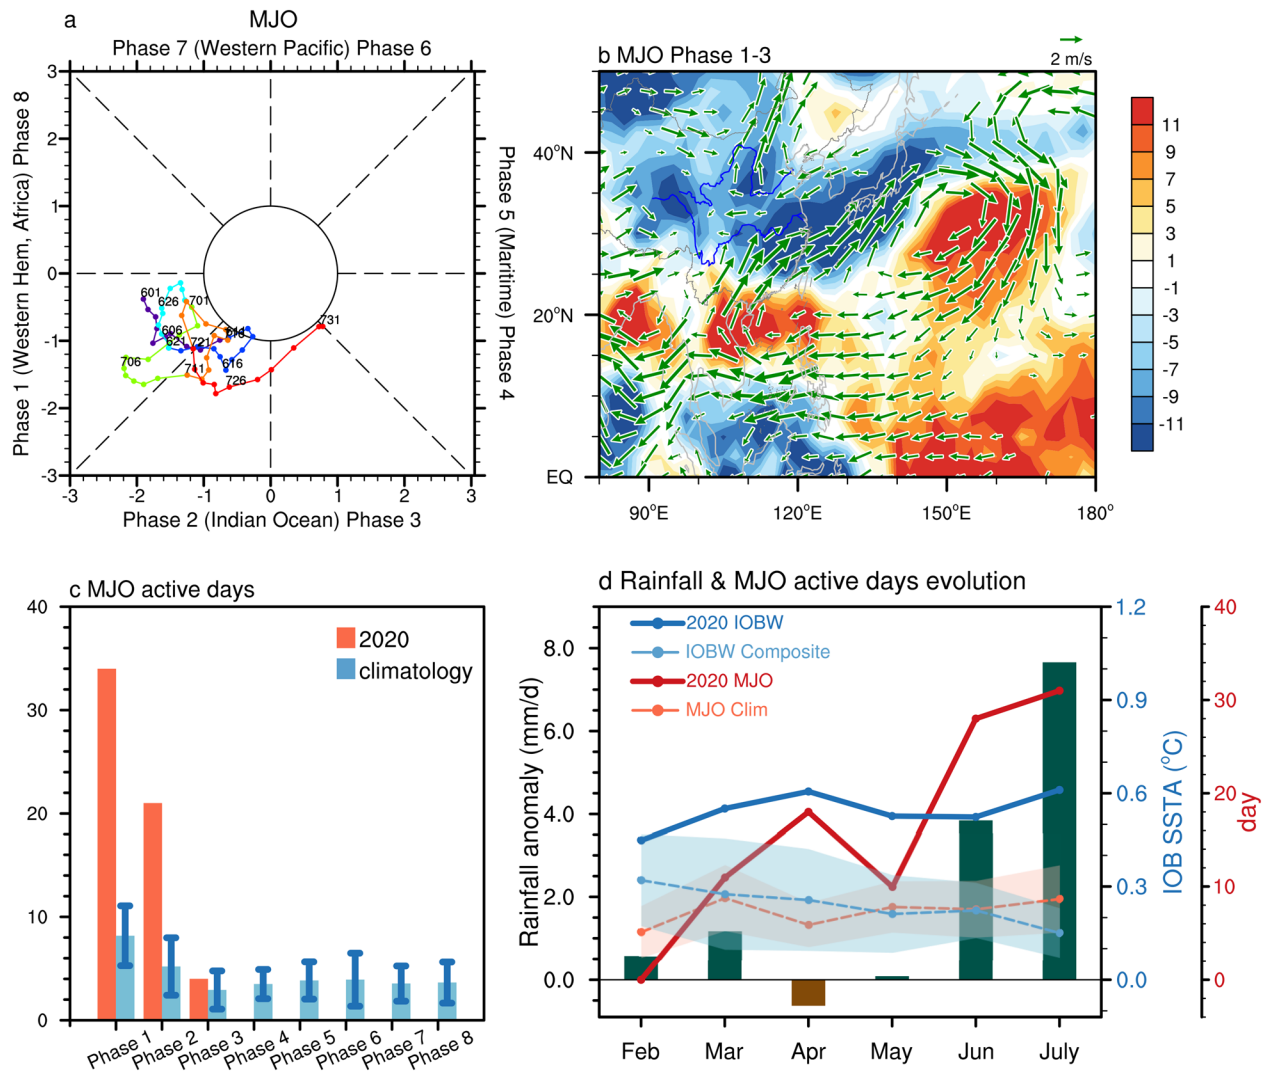 a
MJO
Phase 7 (Western Pacific) Phase 6
Phase 1 (Western Hem, Africa) Phase 8
Phase 5 (Maritime) Phase 4
Phase 2 (Indian Ocean) Phase 3
3
2
1
0
-1
-2
-3
-3 -2 -1 0 1 2 3
601
626
701
606
621
721
616
706
711
726
731
b MJO Phase 1-3
2 m/s
40°N
20°N
EQ
90°E 120°E 150°E 180°
11
9
7
5
3
1
-1
-3
-5
-7
-9
-11
c MJO active days
40
30
20
10
0
2020
climatology
Phase 1 Phase 2 Phase 3 Phase 4 Phase 5 Phase 6 Phase 7 Phase 8
d Rainfall & MJO active days evolution
2020 IOBW
IOBW Composite
2020 MJO
MJO Clim
Rainfall anomaly (mm/d)
8.0
6.0
4.0
2.0
0.0
Feb Mar Apr May Jun July
1.2
0.9
0.6
0.3
0.0
IOB SSTA (°C)
40
30
20
10
0
day